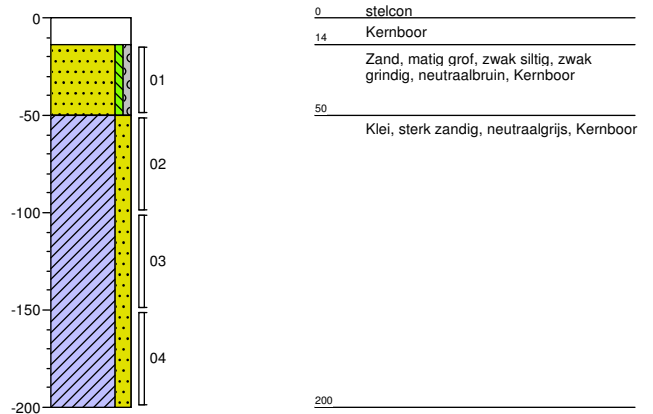 0
-50
-100
-150
-200
01
02
03
04
0
stelcon
Kernboor
14
Zand, matig grof, zwak siltig, zwak
grindig, neutraalbruin, Kernboor
50
Klei, sterk zandig, neutraalgrijs, Kernboor
200